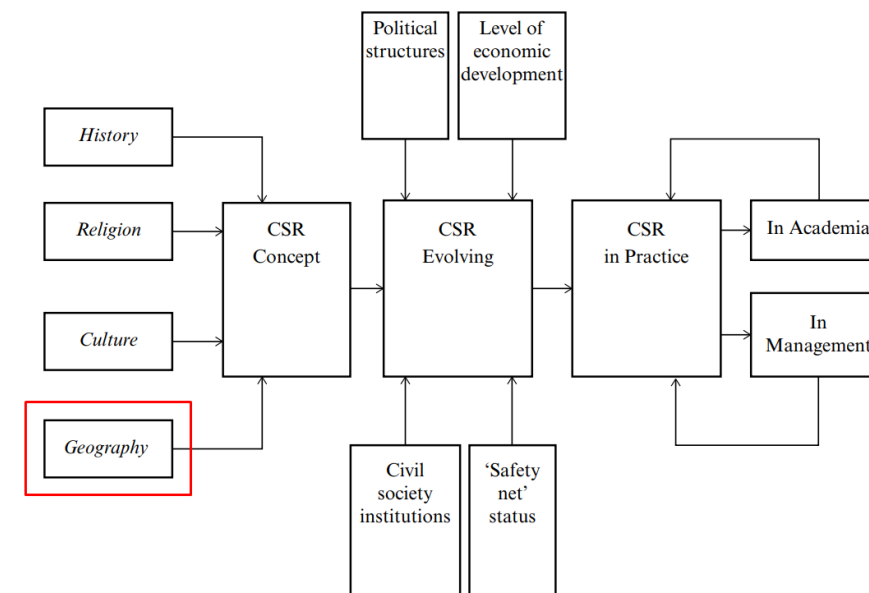 Political
structures
Level of
economic
development
History
Religion
Culture
Geography
CSR
Concept
CSR
Evolving
CSR
in Practice
In Academia
In
Management
Civil
society
institutions
‘Safety
net’
status